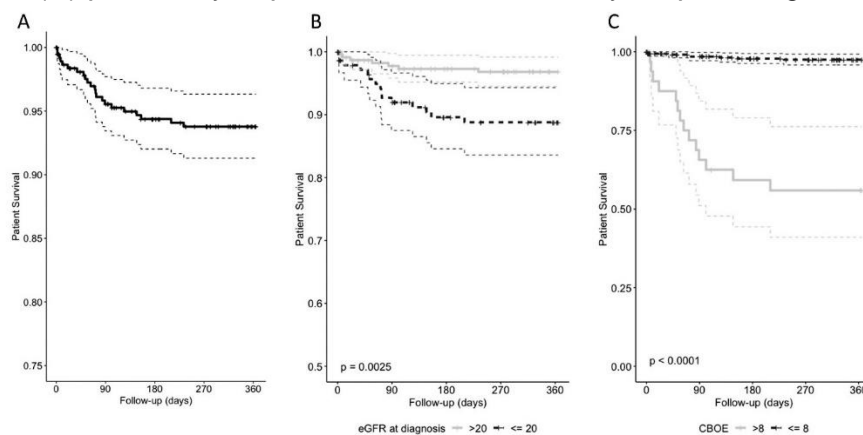 A
B
C
Patient Survival
1.00
0.95
0.90
0.85
0.80
0.75
0
90
180
270
360
Follow-up (days)
Patient Survival
1.0
0.9
0.8
0.7
0.6
0.5
p = 0.0025
0
90
180
270
360
Follow-up (days)
eGFR at diagnosis >20 <= 20
Patient Survival
1.00
0.75
0.50
0.25
0.00
p < 0.0001
0
90
180
270
360
Follow-up (days)
CBOE >8 <= 8